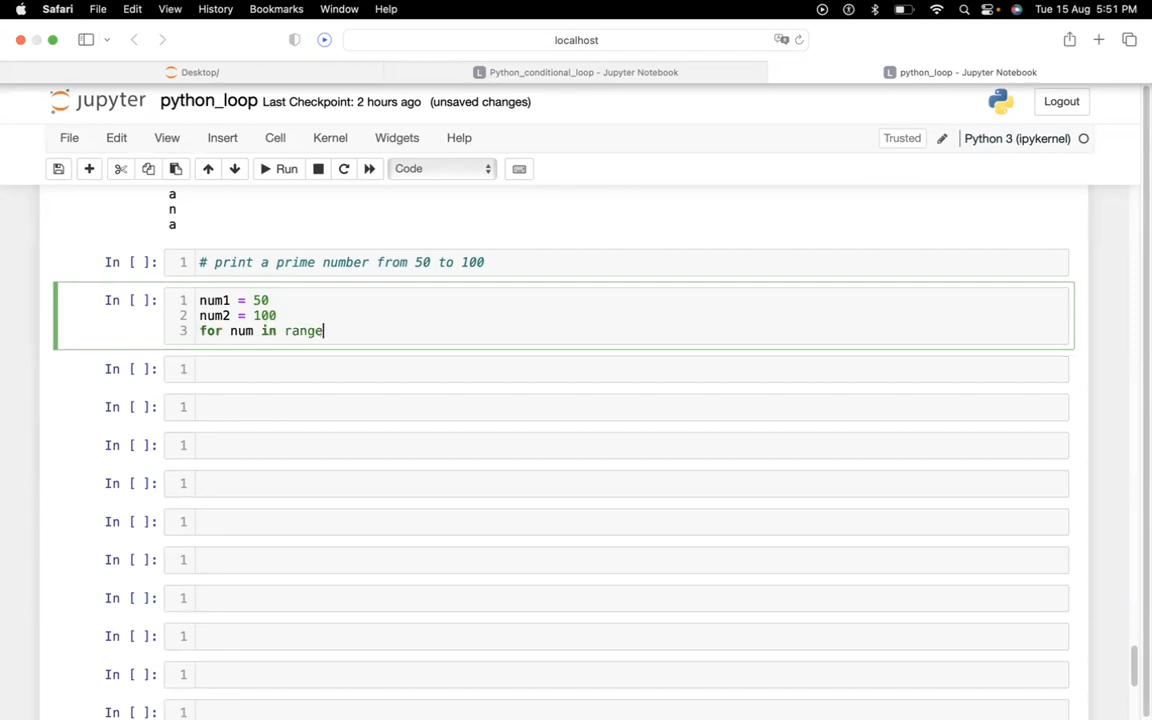 Safari File Edit View History Bookmarks Window Help Tue 15 Aug 5:51 PM
localhost
Desktop/ Python_conditional_loop - Jupyter Notebook python_loop - Jupyter Notebook
jupyter python_loop Last Checkpoint: 2 hours ago (unsaved changes) Logout
File Edit View Insert Cell Kernel Widgets Help Trusted Python 3 (ipykernel)
Run Code
a
n
a
In [ ]: 1 # print a prime number from 50 to 100
In [ ]: 1 num1 = 50
2 num2 = 100
3 for num in range
In [ ]: 1
In [ ]: 1
In [ ]: 1
In [ ]: 1
In [ ]: 1
In [ ]: 1
In [ ]: 1
In [ ]: 1
In [ ]: 1
In [ ]: 1